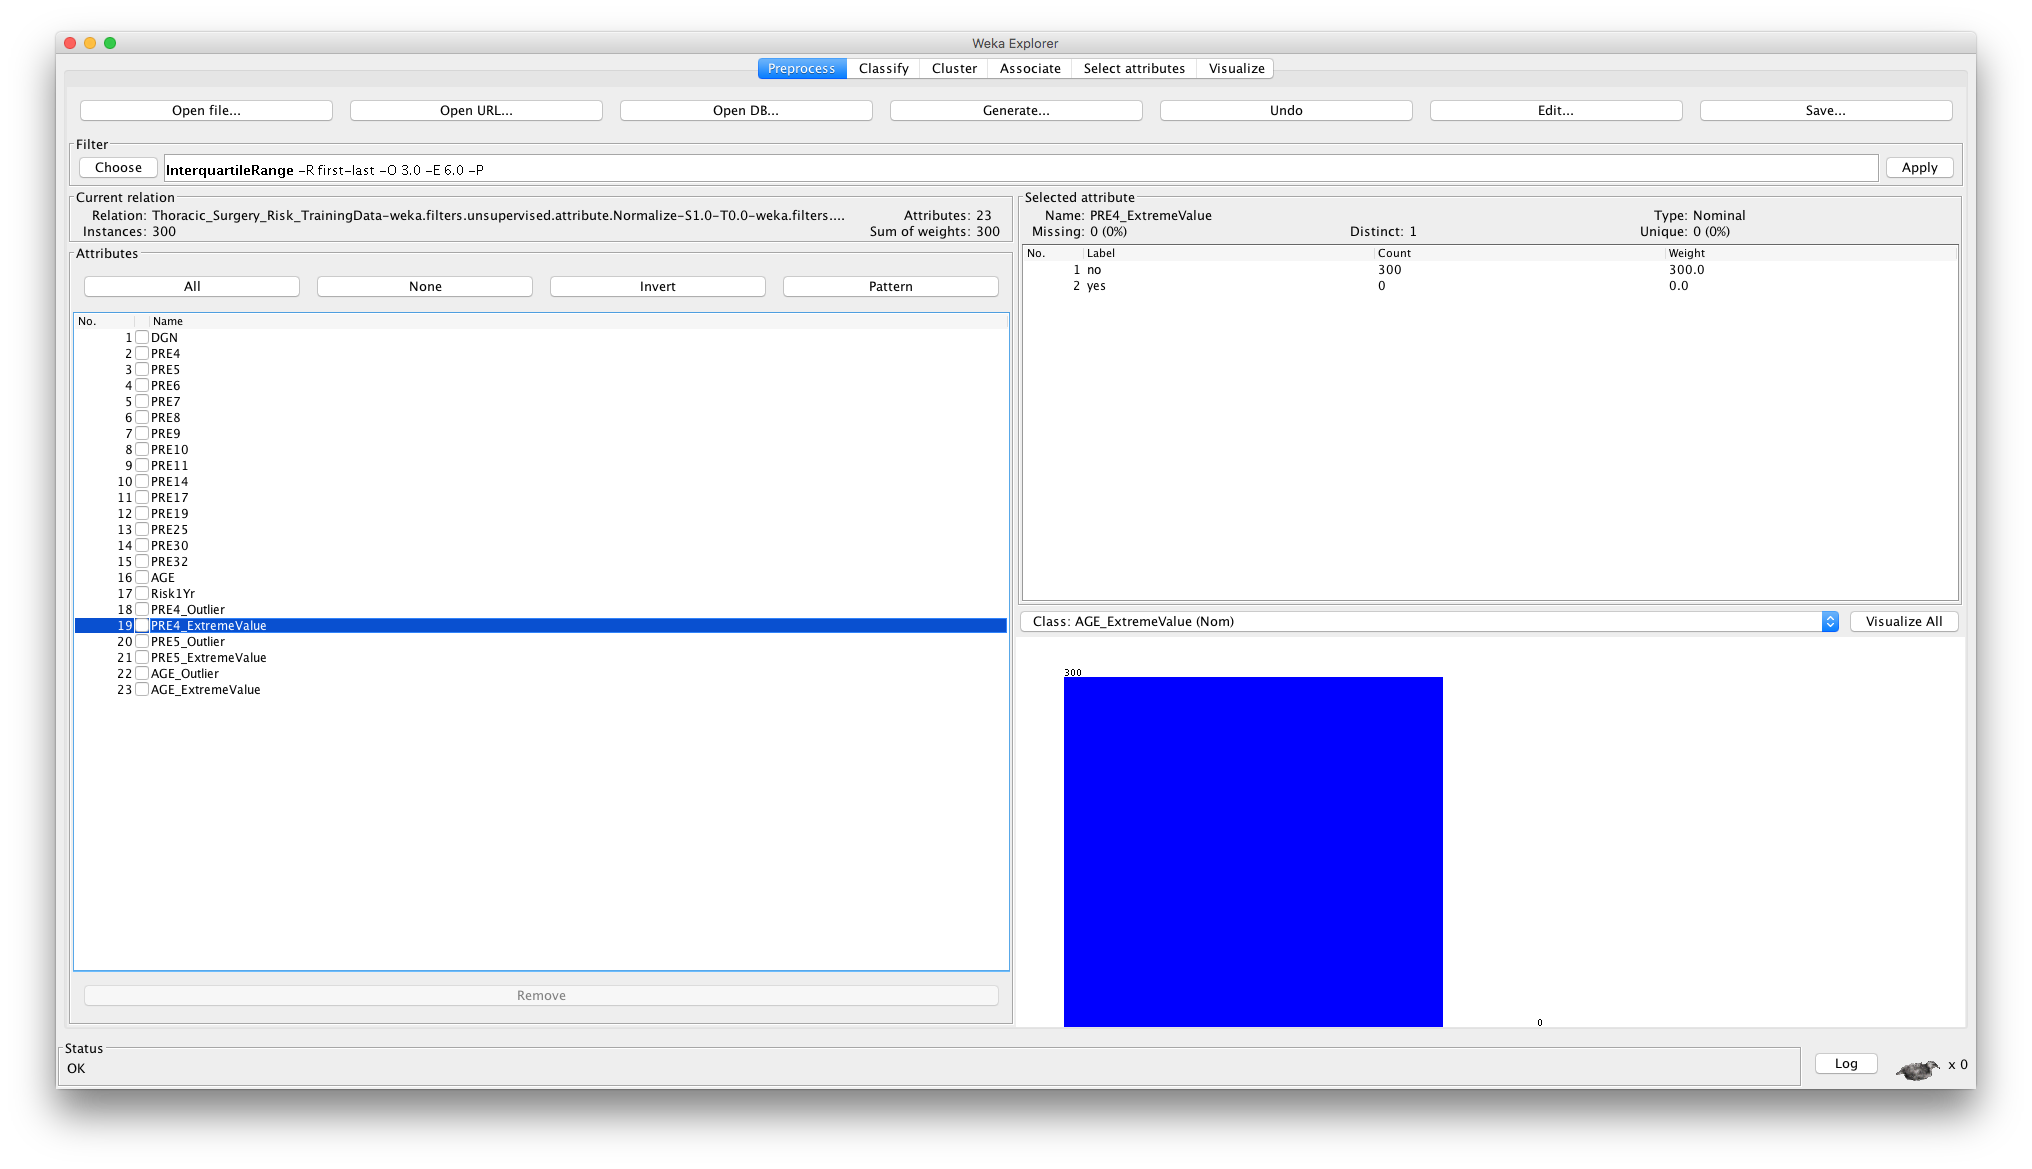 Weka Explorer
Preprocess Classify Cluster Associate Select attributes Visualize
Open file... Open URL... Open DB... Generate... Undo Edit... Save...
Filter
Choose InterquartileRange -R first-last -O 3.0 -E 6.0 -P Apply
Current relation
Relation: Thoracic_Surgery_Risk_TrainingData-weka.filters.unsupervised.attribute.Normalize-S1.0-T0.0-weka.filters.... Attributes: 23
Instances: 300 Sum of weights: 300
Attributes
All None Invert Pattern
No. Name
1 DGN
2 PRE4
3 PRE5
4 PRE6
5 PRE7
6 PRE8
7 PRE9
8 PRE10
9 PRE11
10 PRE14
11 PRE17
12 PRE19
13 PRE25
14 PRE30
15 PRE32
16 AGE
17 Risk1Yr
18 PRE4_Outlier
19 PRE4_ExtremeValue
20 PRE5_Outlier
21 PRE5_ExtremeValue
22 AGE_Outlier
23 AGE_ExtremeValue
Remove
Selected attribute
Name: PRE4_ExtremeValue Type: Nominal
Missing: 0 (0%) Distinct: 1 Unique: 0 (0%)
No. Label Count Weight
1 no 300 300.0
2 yes 0 0.0
Class: AGE_ExtremeValue (Nom) Visualize All
300
0
Status
OK
Log x 0